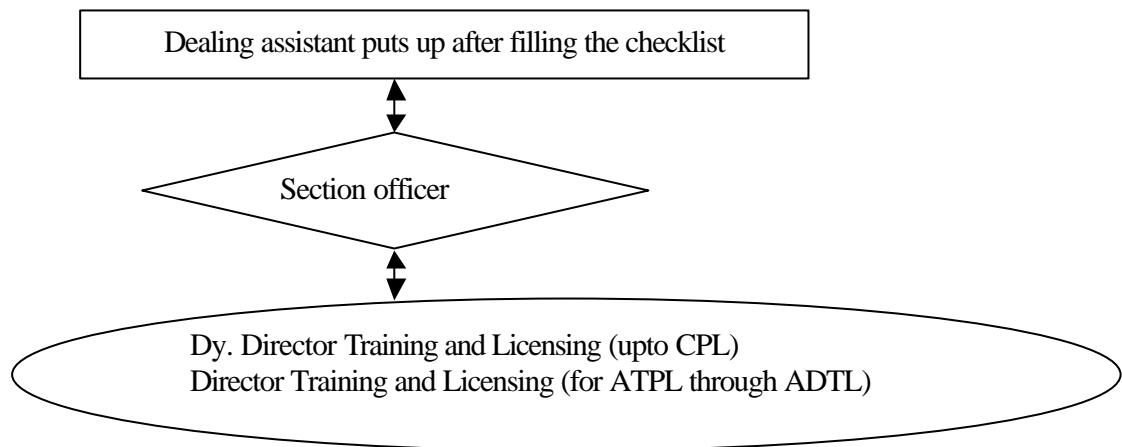 Dealing assistant puts up after filling the checklist
Section officer
Dy. Director Training and Licensing (upto CPL)
Director Training and Licensing (for ATPL through ADTL)